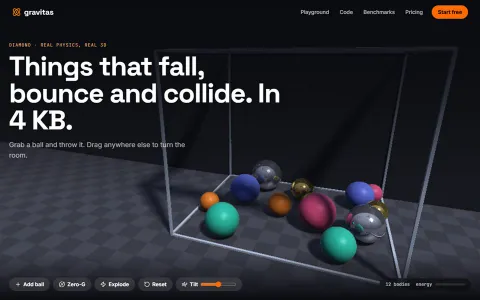 gravitas
Playground
Code
Benchmarks
Pricing
Start free
DIAMOND · REAL PHYSICS, REAL 3D
Things that fall,
bounce and collide. In
4 KB.
Grab a ball and throw it. Drag anywhere else to turn the
room.
Add ball
Zero-G
Explode
Reset
Tilt
12 bodies
energy